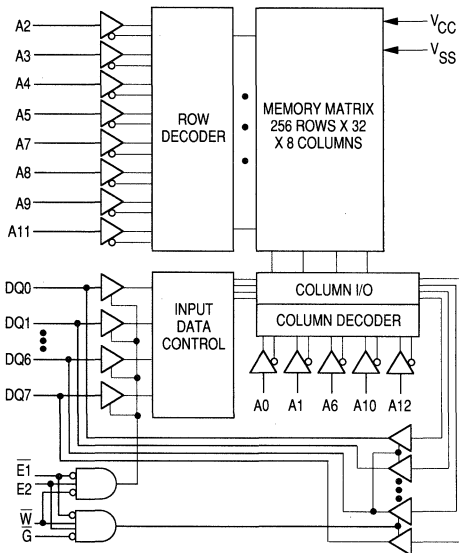 A2
A3
A4
A5
A7
A8
A9
A11
ROW
DECODER
MEMORY MATRIX
256 ROWS X 32
X 8 COLUMNS
VCC
VSS
DQ0
DQ1
DQ6
DQ7
INPUT
DATA
CONTROL
COLUMN I/O
COLUMN DECODER
A0
A1
A6
A10
A12
E1
E2
W
G